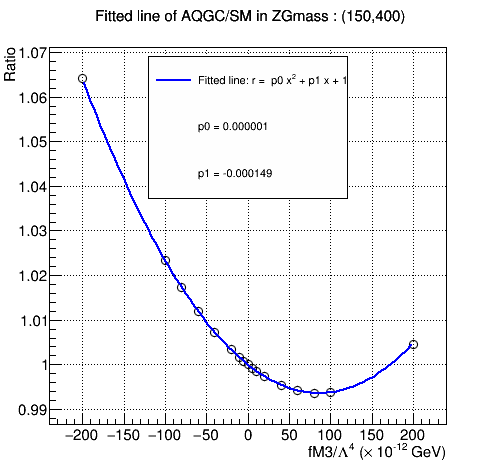 Fitted line of AQGC/SM in ZGmass : (150,400)
Ratio
1.07
1.06
1.05
1.04
1.03
1.02
1.01
1
0.99
Fitted line: r = p0 x² + p1 x + 1
p0 = 0.000001
p1 = -0.000149
−200 −150 −100 −50 0 50 100 150 200
fM3/Λ⁴ (× 10⁻¹² GeV)